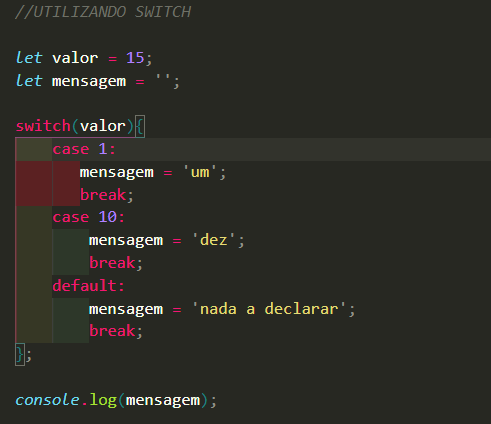 //UTILIZANDO SWITCH
let valor = 15;
let mensagem = '';
switch(valor){
case 1:
mensagem = 'um';
break;
case 10:
mensagem = 'dez';
break;
default:
mensagem = 'nada a declarar';
break;
};
console.log(mensagem);